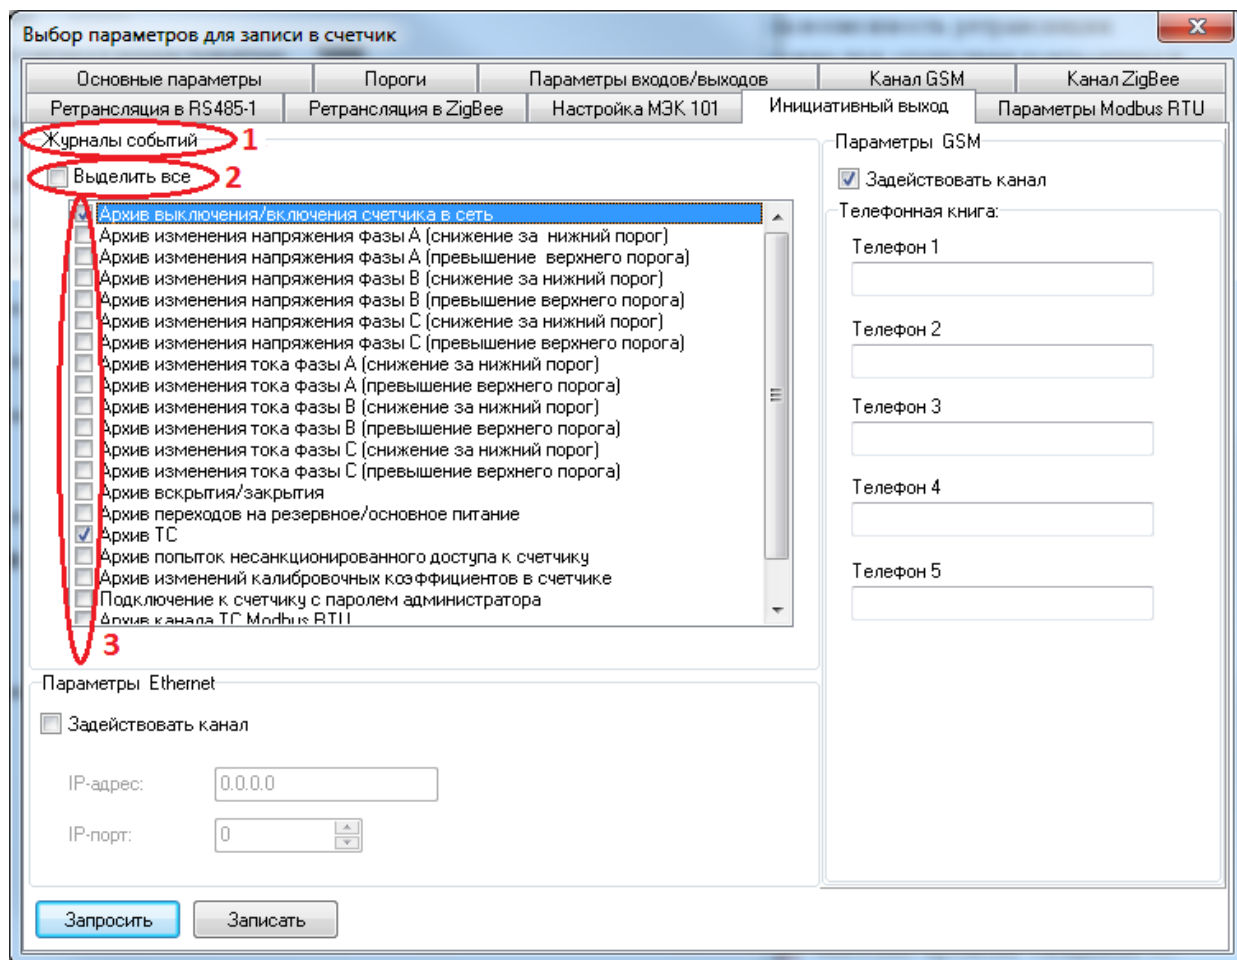 Выбор параметров для записи в счетчик
Основные параметры
Пороги
Параметры входов/выходов
Канал GSM
Канал ZigBee
Ретрансляция в RS485-1
Ретрансляция в ZigBee
Настройка МЭК 101
Инициативный выход
Параметры Modbus RTU
Журналы событий 1
Выделить все 2
Архив выключения/включения счетчика в сеть
Архив изменения напряжения фазы A (снижение за  нижний порог)
Архив изменения напряжения фазы A (превышение  верхнего порога)
Архив изменения напряжения фазы B (снижение за нижний порог)
Архив изменения напряжения фазы B (превышение верхнего порога)
Архив изменения напряжения фазы C (снижение за нижний порог)
Архив изменения напряжения фазы C (превышение верхнего порога)
Архив изменения тока фазы A (снижение за нижний порог)
Архив изменения тока фазы A (превышение верхнего порога)
Архив изменения тока фазы B (снижение за нижний порог)
Архив изменения тока фазы B (превышение верхнего порога)
Архив изменения тока фазы C (снижение за нижний порог)
Архив изменения тока фазы C (превышение верхнего порога)
Архив вскрытия/закрытия
Архив переходов на резервное/основное питание
Архив ТС
Архив попыток несанкционированного доступа к счетчику
Архив изменений калибровочных коэффициентов в счетчике
Подключение к счетчику с паролем администратора
Архив канала ТС Modbus RTU
3
Параметры GSM
Задействовать канал
Телефонная книга:
Телефон 1
Телефон 2
Телефон 3
Телефон 4
Телефон 5
Параметры Ethernet
Задействовать канал
IP-адрес: 0.0.0.0
IP-порт: 0
Запросить
Записать